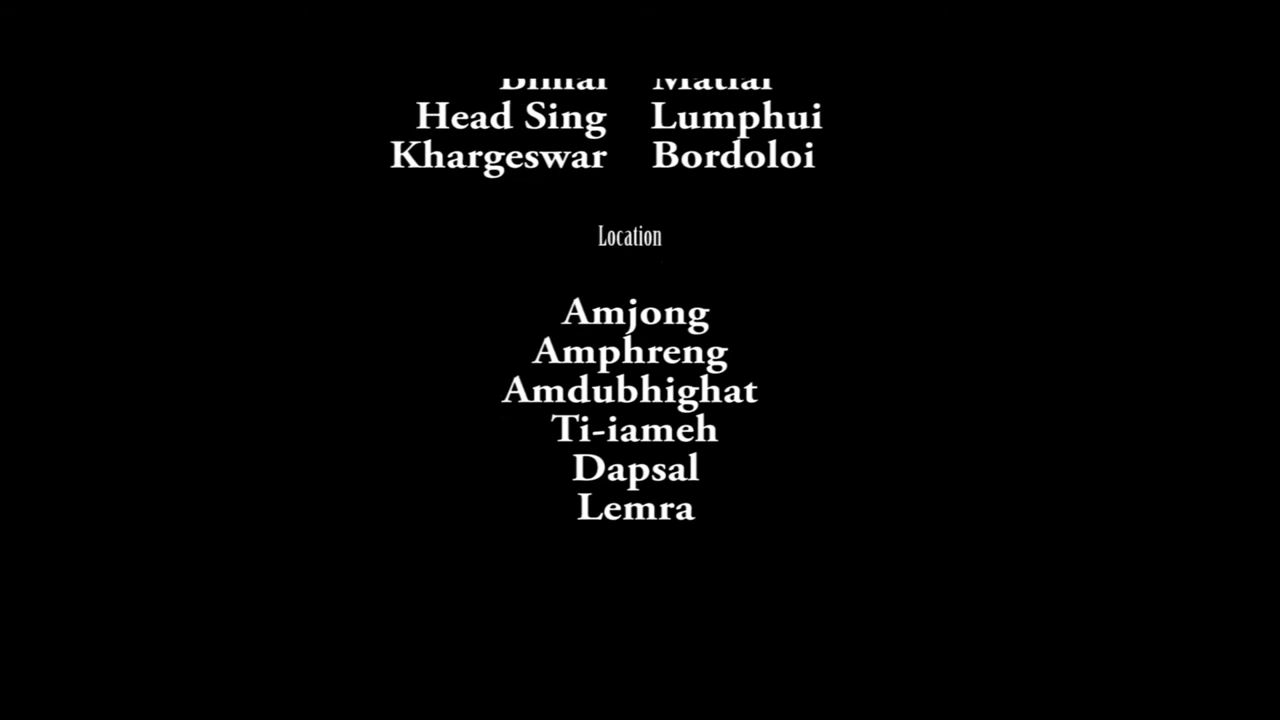 Head Sing Lumphui
Khargeswar Bordoloi
Location
Amjong
Amphreng
Amdubhighat
Ti-iameh
Dapsal
Lemra